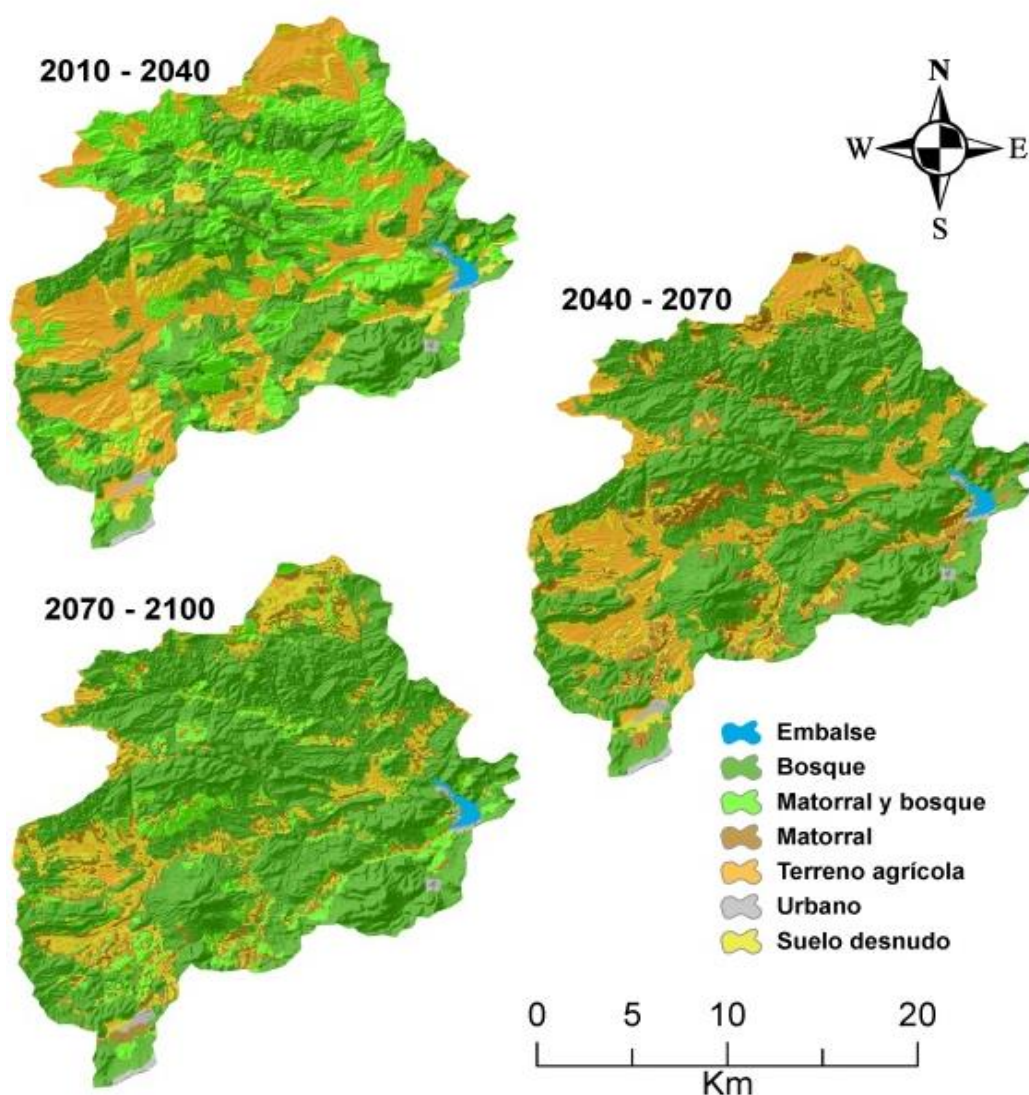 2010 - 2040
N
W
E
S
2040 - 2070
2070 - 2100
Embalse
Bosque
Matorral y bosque
Matorral
Terreno agrícola
Urbano
Suelo desnudo
0 5 10 20
Km